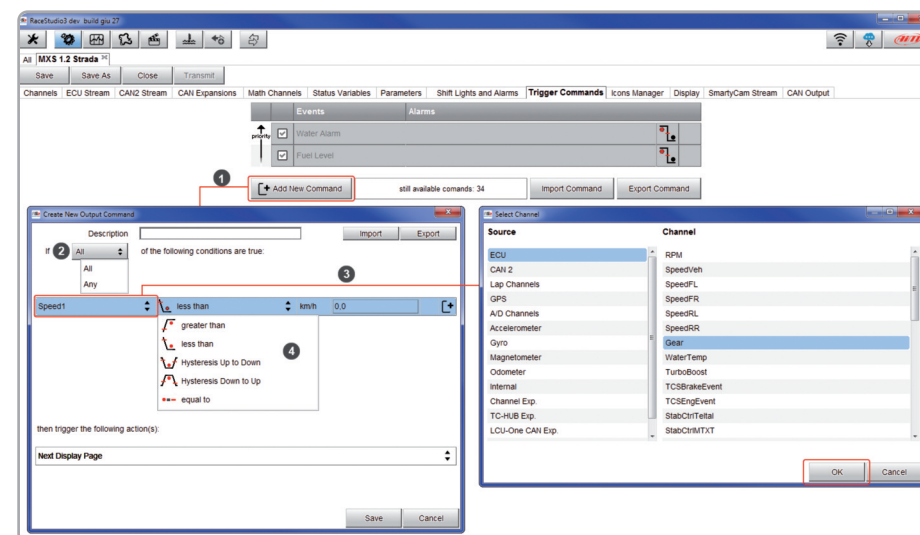 RaceStudio3 dev build giu 27
All MXS 1.2 Strada
Save Save As Close Transmit
Channels ECU Stream CAN2 Stream CAN Expansions Math Channels Status Variables Parameters Shift Lights and Alarms Trigger Commands Icons Manager Display SmartyCam Stream CAN Output
Events Alarms
priority
Water Alarm
Fuel Level
1
Add New Command still available comands: 34 Import Command Export Command
Create New Output Command
Description Import Export
If 2 All of the following conditions are true:
All
Any
3
Speed1 less than km/h 0.0
greater than
less than
4
Hysteresis Up to Down
Hysteresis Down to Up
equal to
then trigger the following action(s):
Next Display Page
Save Cancel
Select Channel
Source Channel
ECU RPM
CAN 2 SpeedVeh
Lap Channels SpeedFL
GPS SpeedFR
A/D Channels SpeedRL
Accelerometer SpeedRR
Gyro Gear
Magnetometer WaterTemp
Odometer TurboBoost
Internal TCSBrakeEvent
Channel Exp. TCSEngEvent
TC-HUB Exp. StabCtrlTeltal
LCU-One CAN Exp. StabCtrlMTXT
OK Cancel